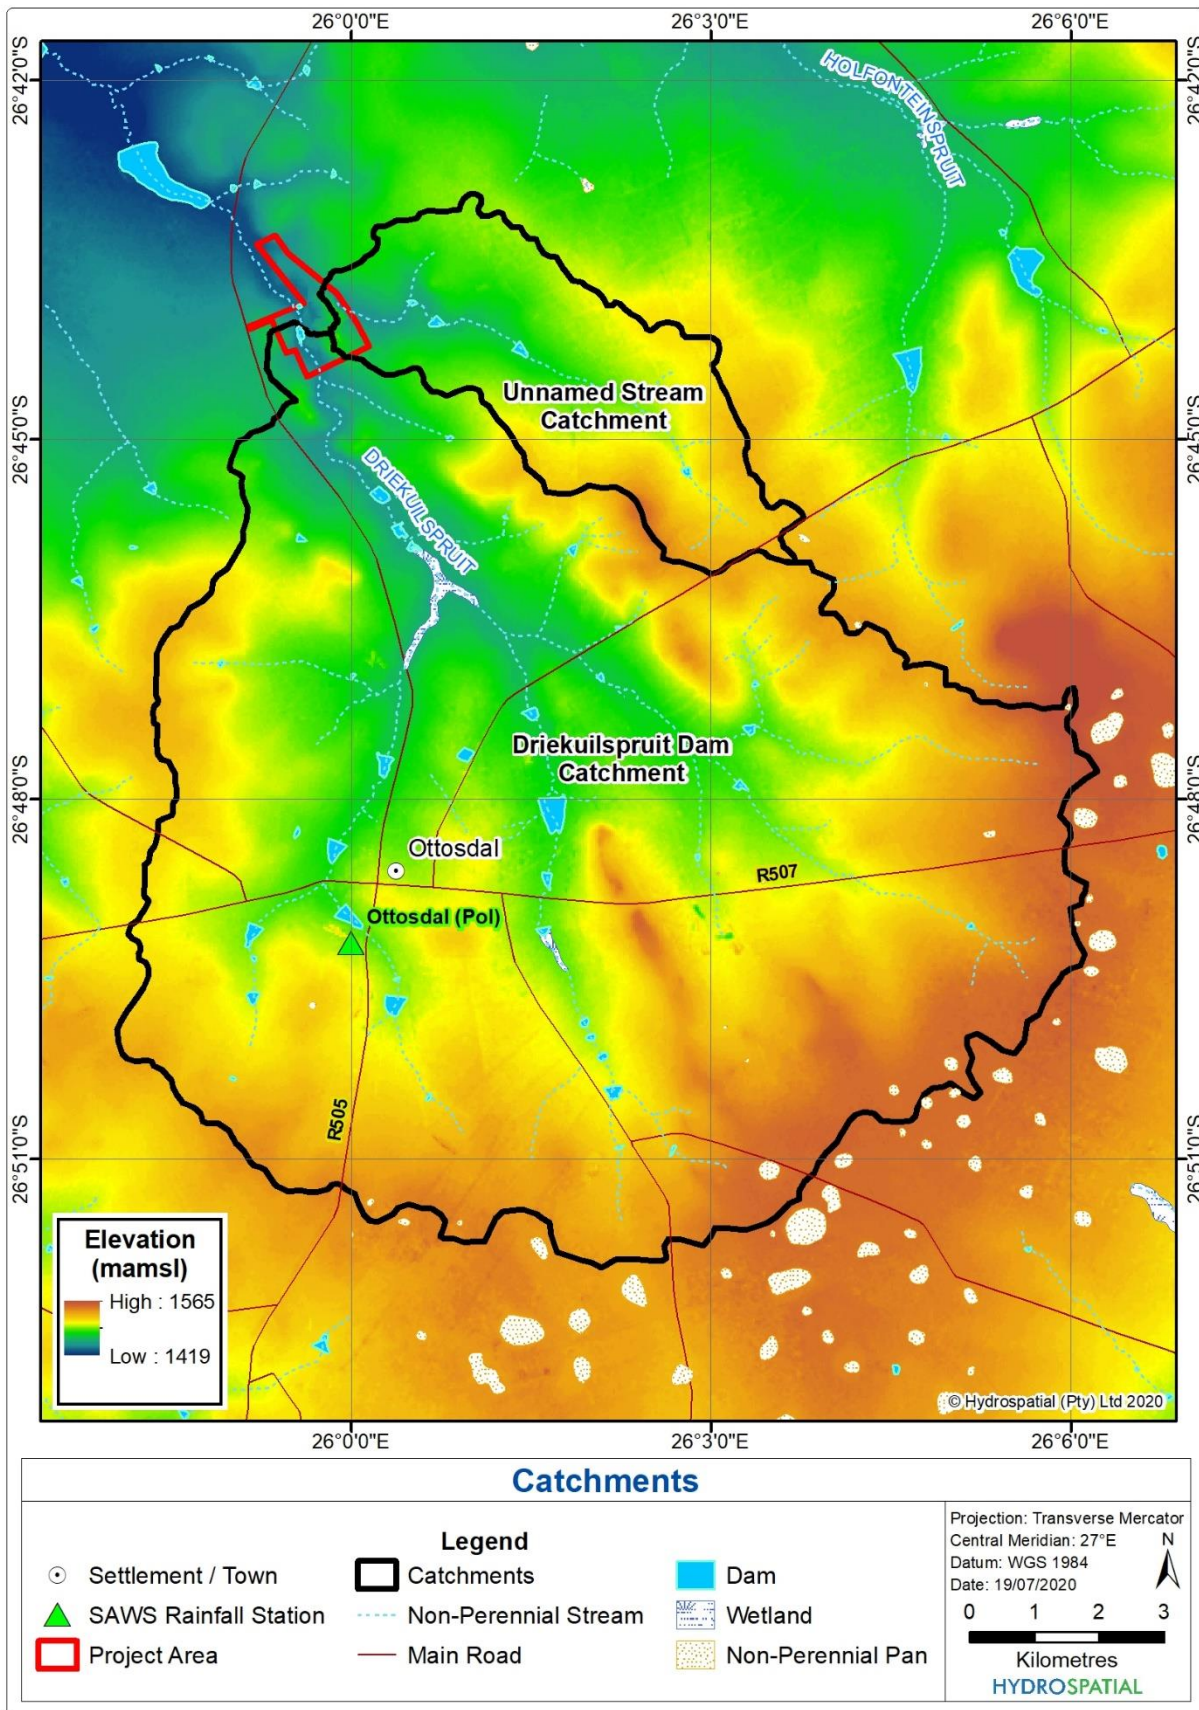 26°0'0"E
26°3'0"E
26°6'0"E
26°42'0"S
26°42'0"S
HOLFONTEINSPRUIT
Unnamed Stream
Catchment
26°45'0"S
26°45'0"S
DRIEKUILSPRUIT
Driekuilspruit Dam
Catchment
26°48'0"S
26°48'0"S
Ottosdal
R507
Ottosdal (Pol)
R505
26°51'0"S
26°51'0"S
Elevation
(mamsl)
High : 1565
Low : 1419
© Hydrospatial (Pty) Ltd 2020
26°0'0"E
26°3'0"E
26°6'0"E
Catchments
Legend
Settlement / Town
SAWS Rainfall Station
Project Area
Catchments
Non-Perennial Stream
Main Road
Dam
Wetland
Non-Perennial Pan
Projection: Transverse Mercator
Central Meridian: 27°E
Datum: WGS 1984
Date: 19/07/2020
N
0 1 2 3
Kilometres
HYDROSPATIAL